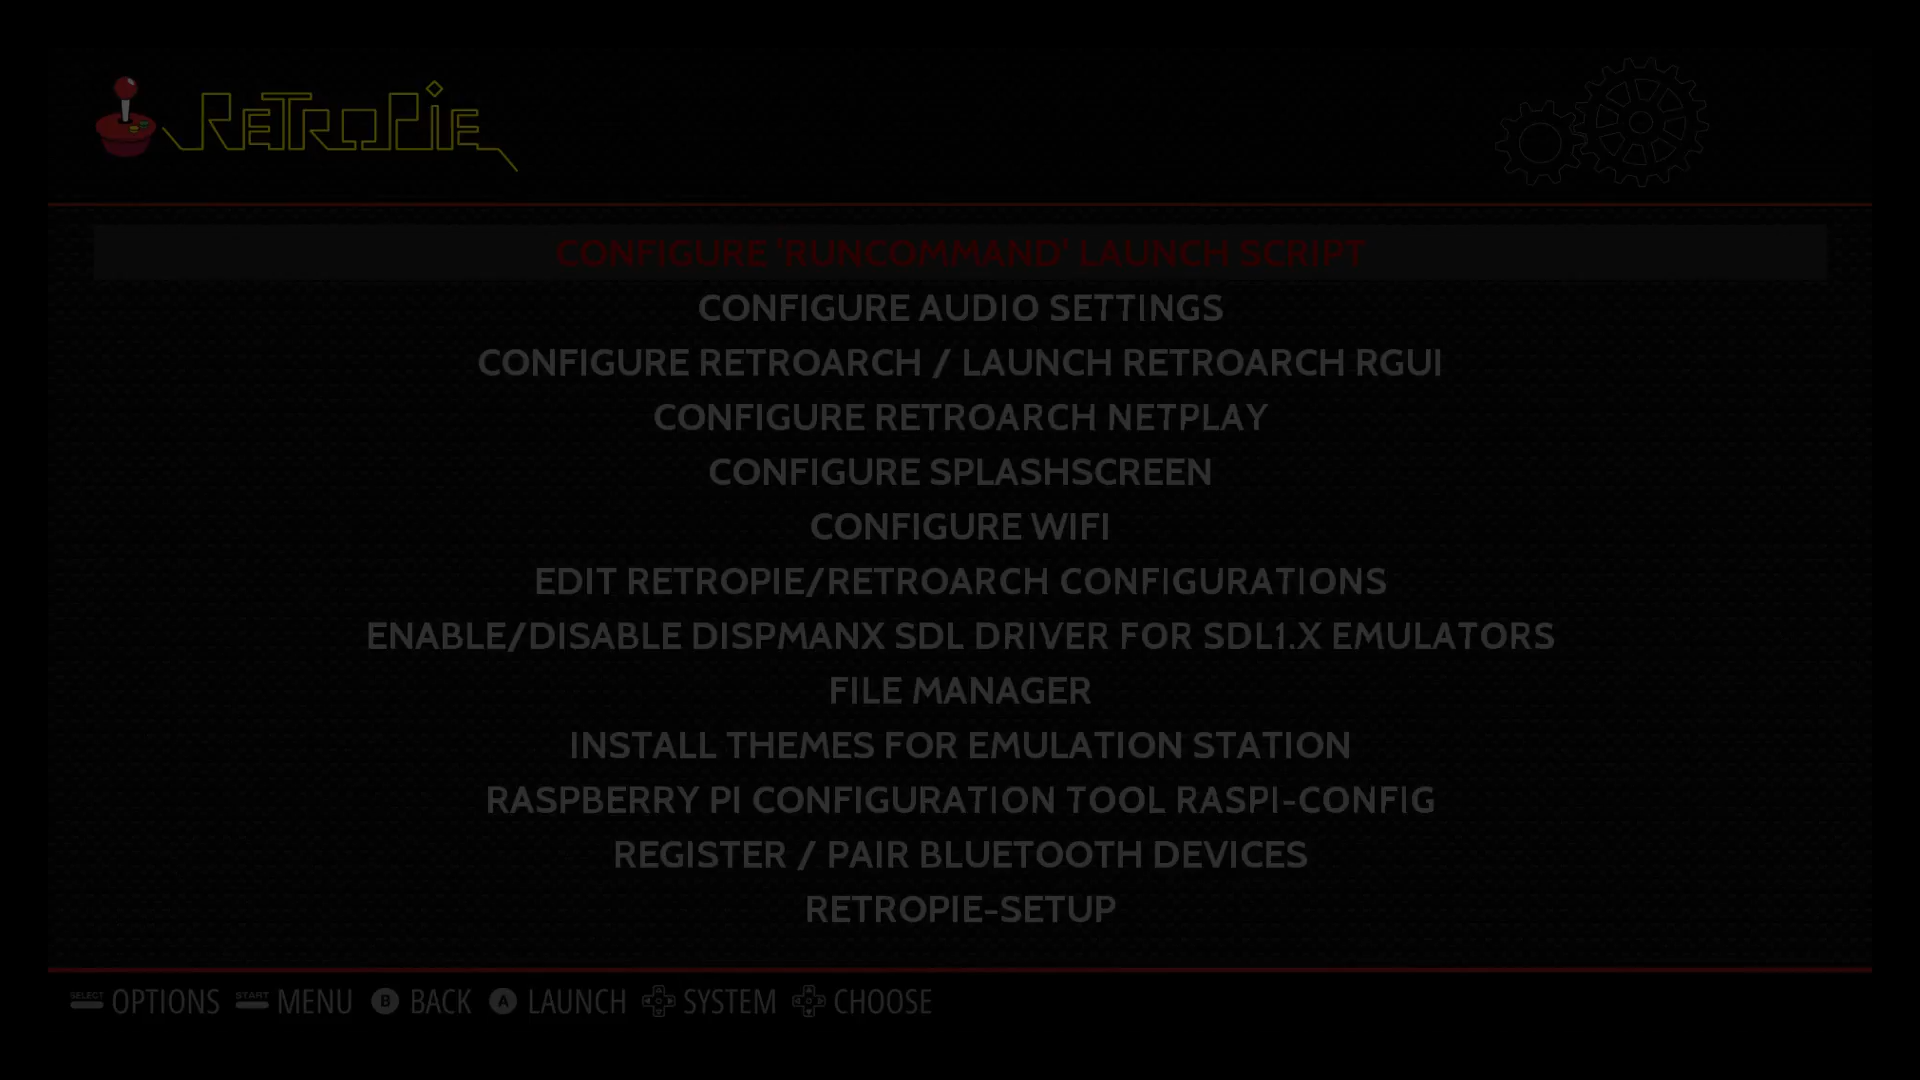 RETROPIE
CONFIGURE 'RUNCOMMAND' LAUNCH SCRIPT
CONFIGURE AUDIO SETTINGS
CONFIGURE RETROARCH / LAUNCH RETROARCH RGUI
CONFIGURE RETROARCH NETPLAY
CONFIGURE SPLASHSCREEN
CONFIGURE WIFI
EDIT RETROPIE/RETROARCH CONFIGURATIONS
ENABLE/DISABLE DISPMANX SDL DRIVER FOR SDL1.X EMULATORS
FILE MANAGER
INSTALL THEMES FOR EMULATION STATION
RASPBERRY PI CONFIGURATION TOOL RASPI-CONFIG
REGISTER / PAIR BLUETOOTH DEVICES
RETROPIE-SETUP
SELECT OPTIONS START MENU B BACK A LAUNCH SYSTEM CHOOSE